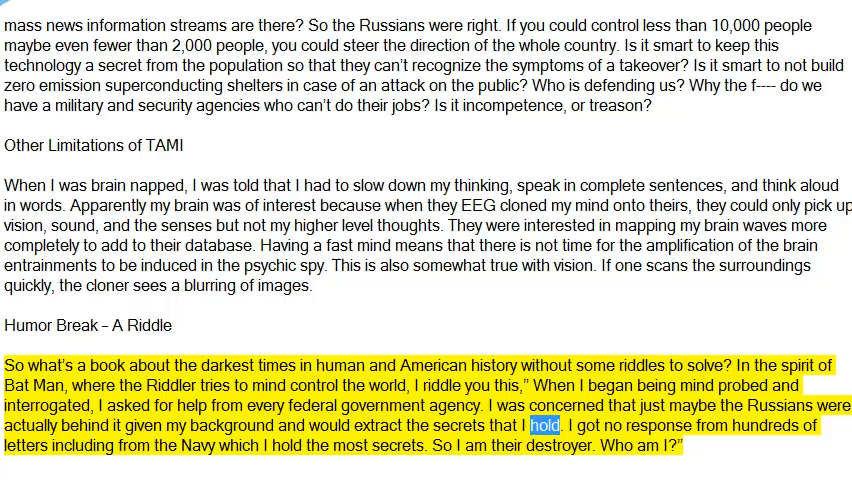 mass news information streams are there? So the Russians were right. If you could control less than 10,000 people
maybe even fewer than 2,000 people, you could steer the direction of the whole country. Is it smart to keep this
technology a secret from the population so that they can’t recognize the symptoms of a takeover? Is it smart to not build
zero emission superconducting shelters in case of an attack on the public? Who is defending us? Why the f---- do we
have a military and security agencies who can’t do their jobs? Is it incompetence, or treason?
Other Limitations of TAMI
When I was brain napped, I was told that I had to slow down my thinking, speak in complete sentences, and think aloud
in words. Apparently my brain was of interest because when they EEG cloned my mind onto theirs, they could only pick up
vision, sound, and the senses but not my higher level thoughts. They were interested in mapping my brain waves more
completely to add to their database. Having a fast mind means that there is not time for the amplification of the brain
entrainments to be induced in the psychic spy. This is also somewhat true with vision. If one scans the surroundings
quickly, the cloner sees a blurring of images.
Humor Break – A Riddle
So what’s a book about the darkest times in human and American history without some riddles to solve? In the spirit of
Bat Man, where the Riddler tries to mind control the world, I riddle you this,” When I began being mind probed and
interrogated, I asked for help from every federal government agency. I was concerned that just maybe the Russians were
actually behind it given my background and would extract the secrets that I hold. I got no response from hundreds of
letters including from the Navy which I hold the most secrets. So I am their destroyer. Who am I?”